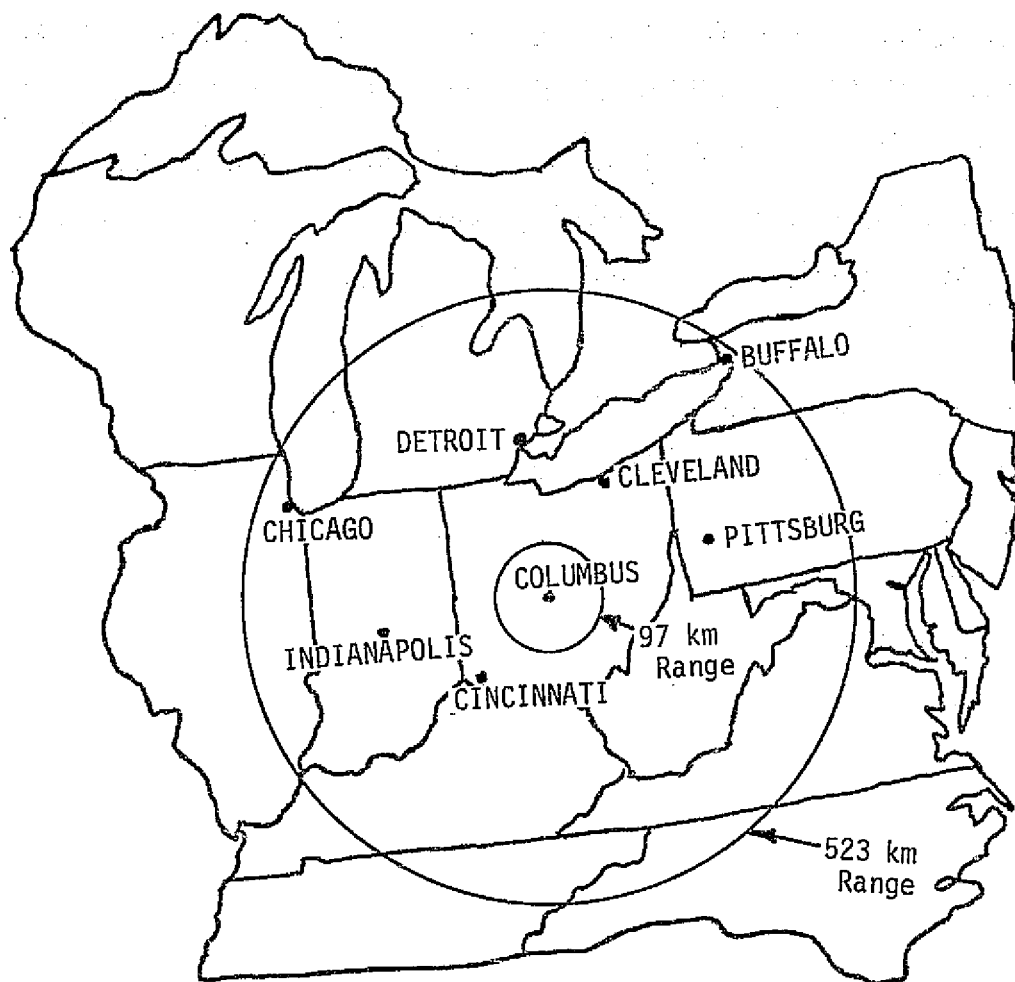 BUFFALO
DETROIT
CLEVELAND
CHICAGO
PITTSBURG
COLUMBUS
97 km
Range
INDIANAPOLIS
CINCINNATI
523 km
Range